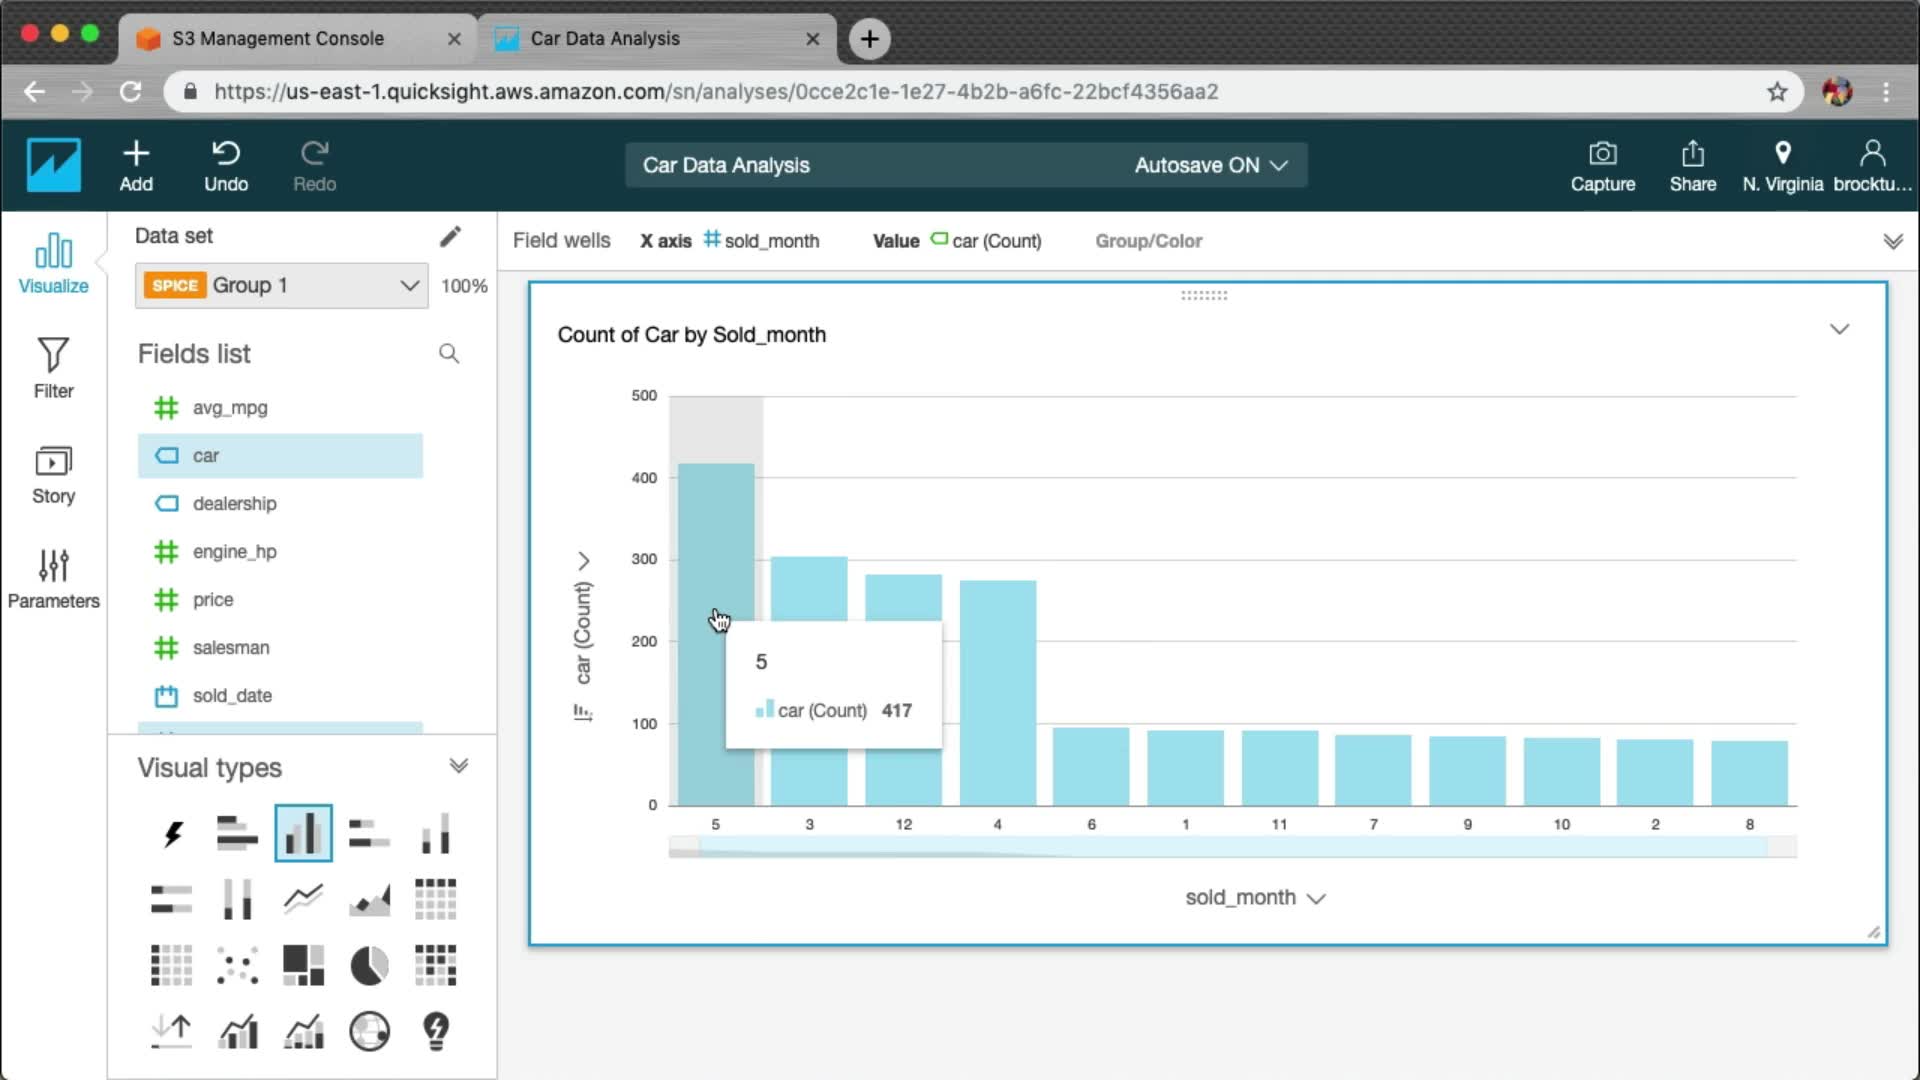 S3 Management Console
Car Data Analysis
https://us-east-1.quicksight.aws.amazon.com/sn/analyses/0cce2c1e-1e27-4b2b-a6fc-22bcf4356aa2
Add
Undo
Redo
Car Data Analysis
Autosave ON
Capture
Share
N. Virginia
brocktu...
Visualize
Filter
Story
Parameters
Data set
SPICE Group 1
100%
Fields list
avg_mpg
car
dealership
engine_hp
price
salesman
sold_date
Visual types
Field wells
X axis sold_month
Value car (Count)
Group/Color
Count of Car by Sold_month
car (Count)
500
400
300
200
100
0
5
car (Count) 417
5 3 12 4 6 1 11 7 9 10 2 8
sold_month